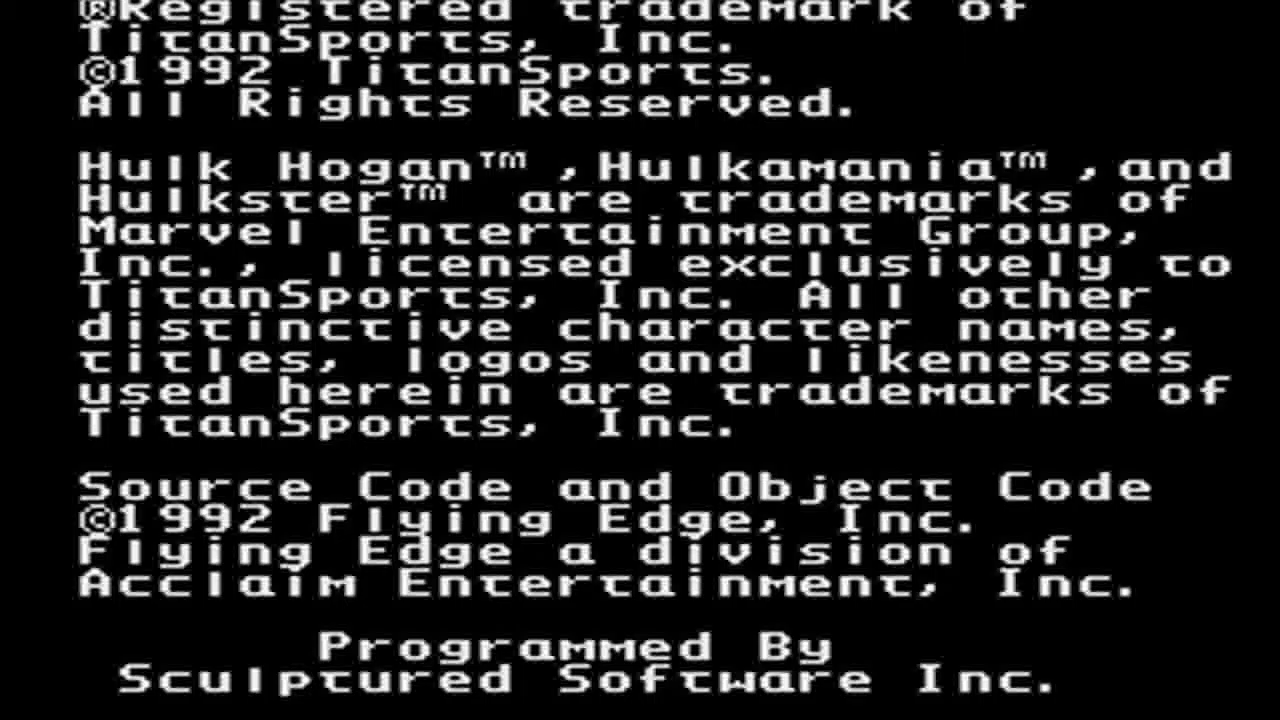 ®Registered trademark of
TitanSports, Inc.
©1992 TitanSports.
All Rights Reserved.
Hulk Hogan™ ,Hulkamania™ ,and
Hulkster™ are trademarks of
Marvel Entertainment Group,
Inc., licensed exclusively to
TitanSports, Inc. All other
distinctive character names,
titles, logos and likenesses
used herein are trademarks of
TitanSports, Inc.
Source Code and Object Code
©1992 Flying Edge, Inc.
Flying Edge a division of
Acclaim Entertainment, Inc.
Programmed By
Sculptured Software Inc.